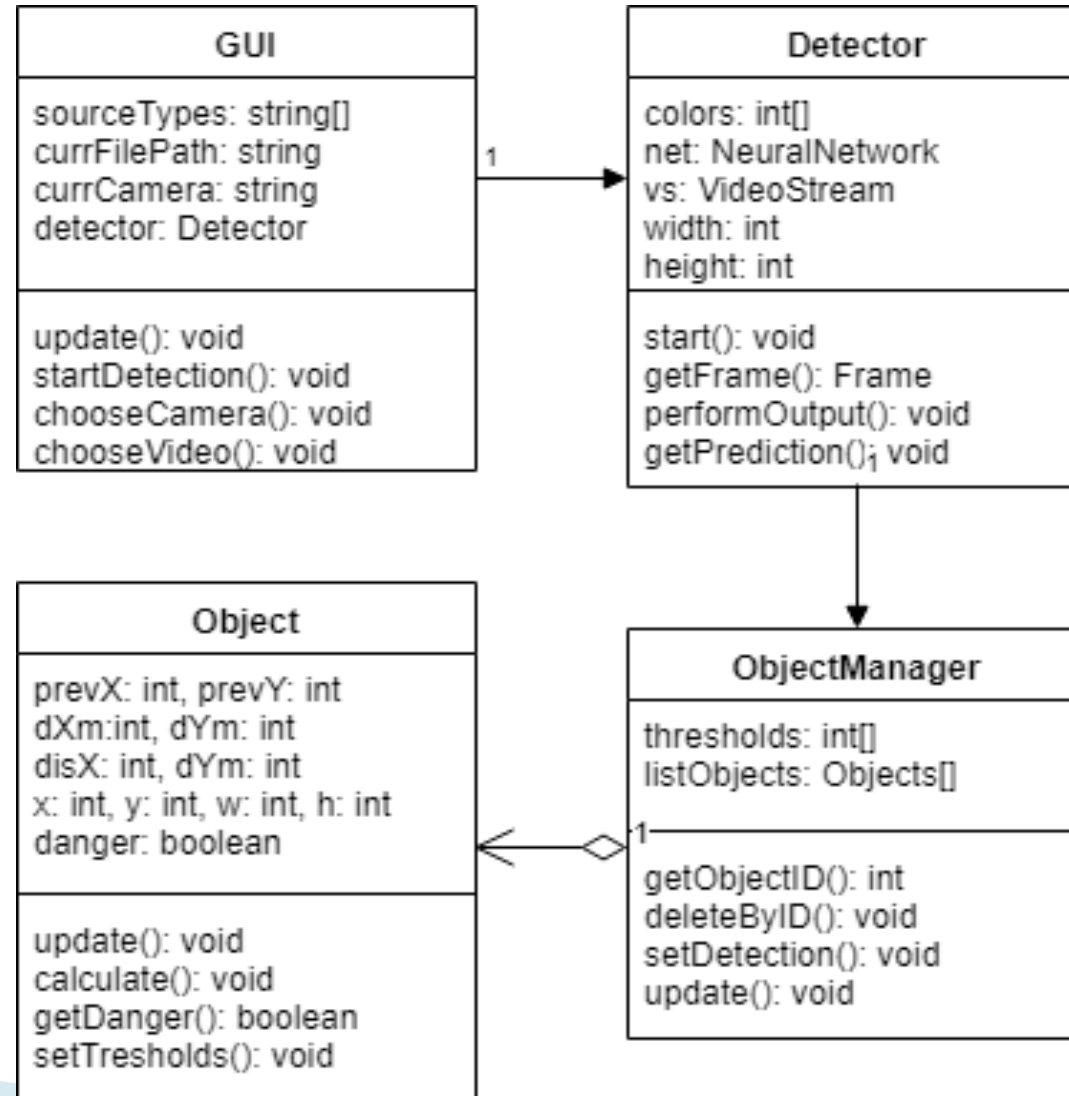 GUI
sourceTypes: string[]
currFilePath: string
currCamera: string
detector: Detector
update(): void
startDetection(): void
chooseCamera(): void
chooseVideo(): void
1
Detector
colors: int[]
net: NeuralNetwork
vs: VideoStream
width: int
height: int
start(): void
getFrame(): Frame
performOutput(): void
getPrediction(): void
1
Object
prevX: int, prevY: int
dXm:int, dYm: int
disX: int, dYm: int
x: int, y: int, w: int, h: int
danger: boolean
update(): void
calculate(): void
getDanger(): boolean
setTresholds(): void
ObjectManager
thresholds: int[]
listObjects: Objects[]
1
getObjectID(): int
deleteByID(): void
setDetection(): void
update(): void